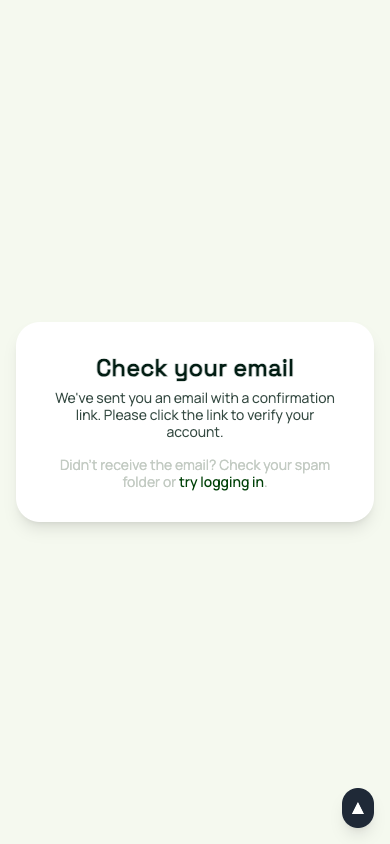 Check your email
We've sent you an email with a confirmation
link. Please click the link to verify your
account.
Didn't receive the email? Check your spam
folder or try logging in.